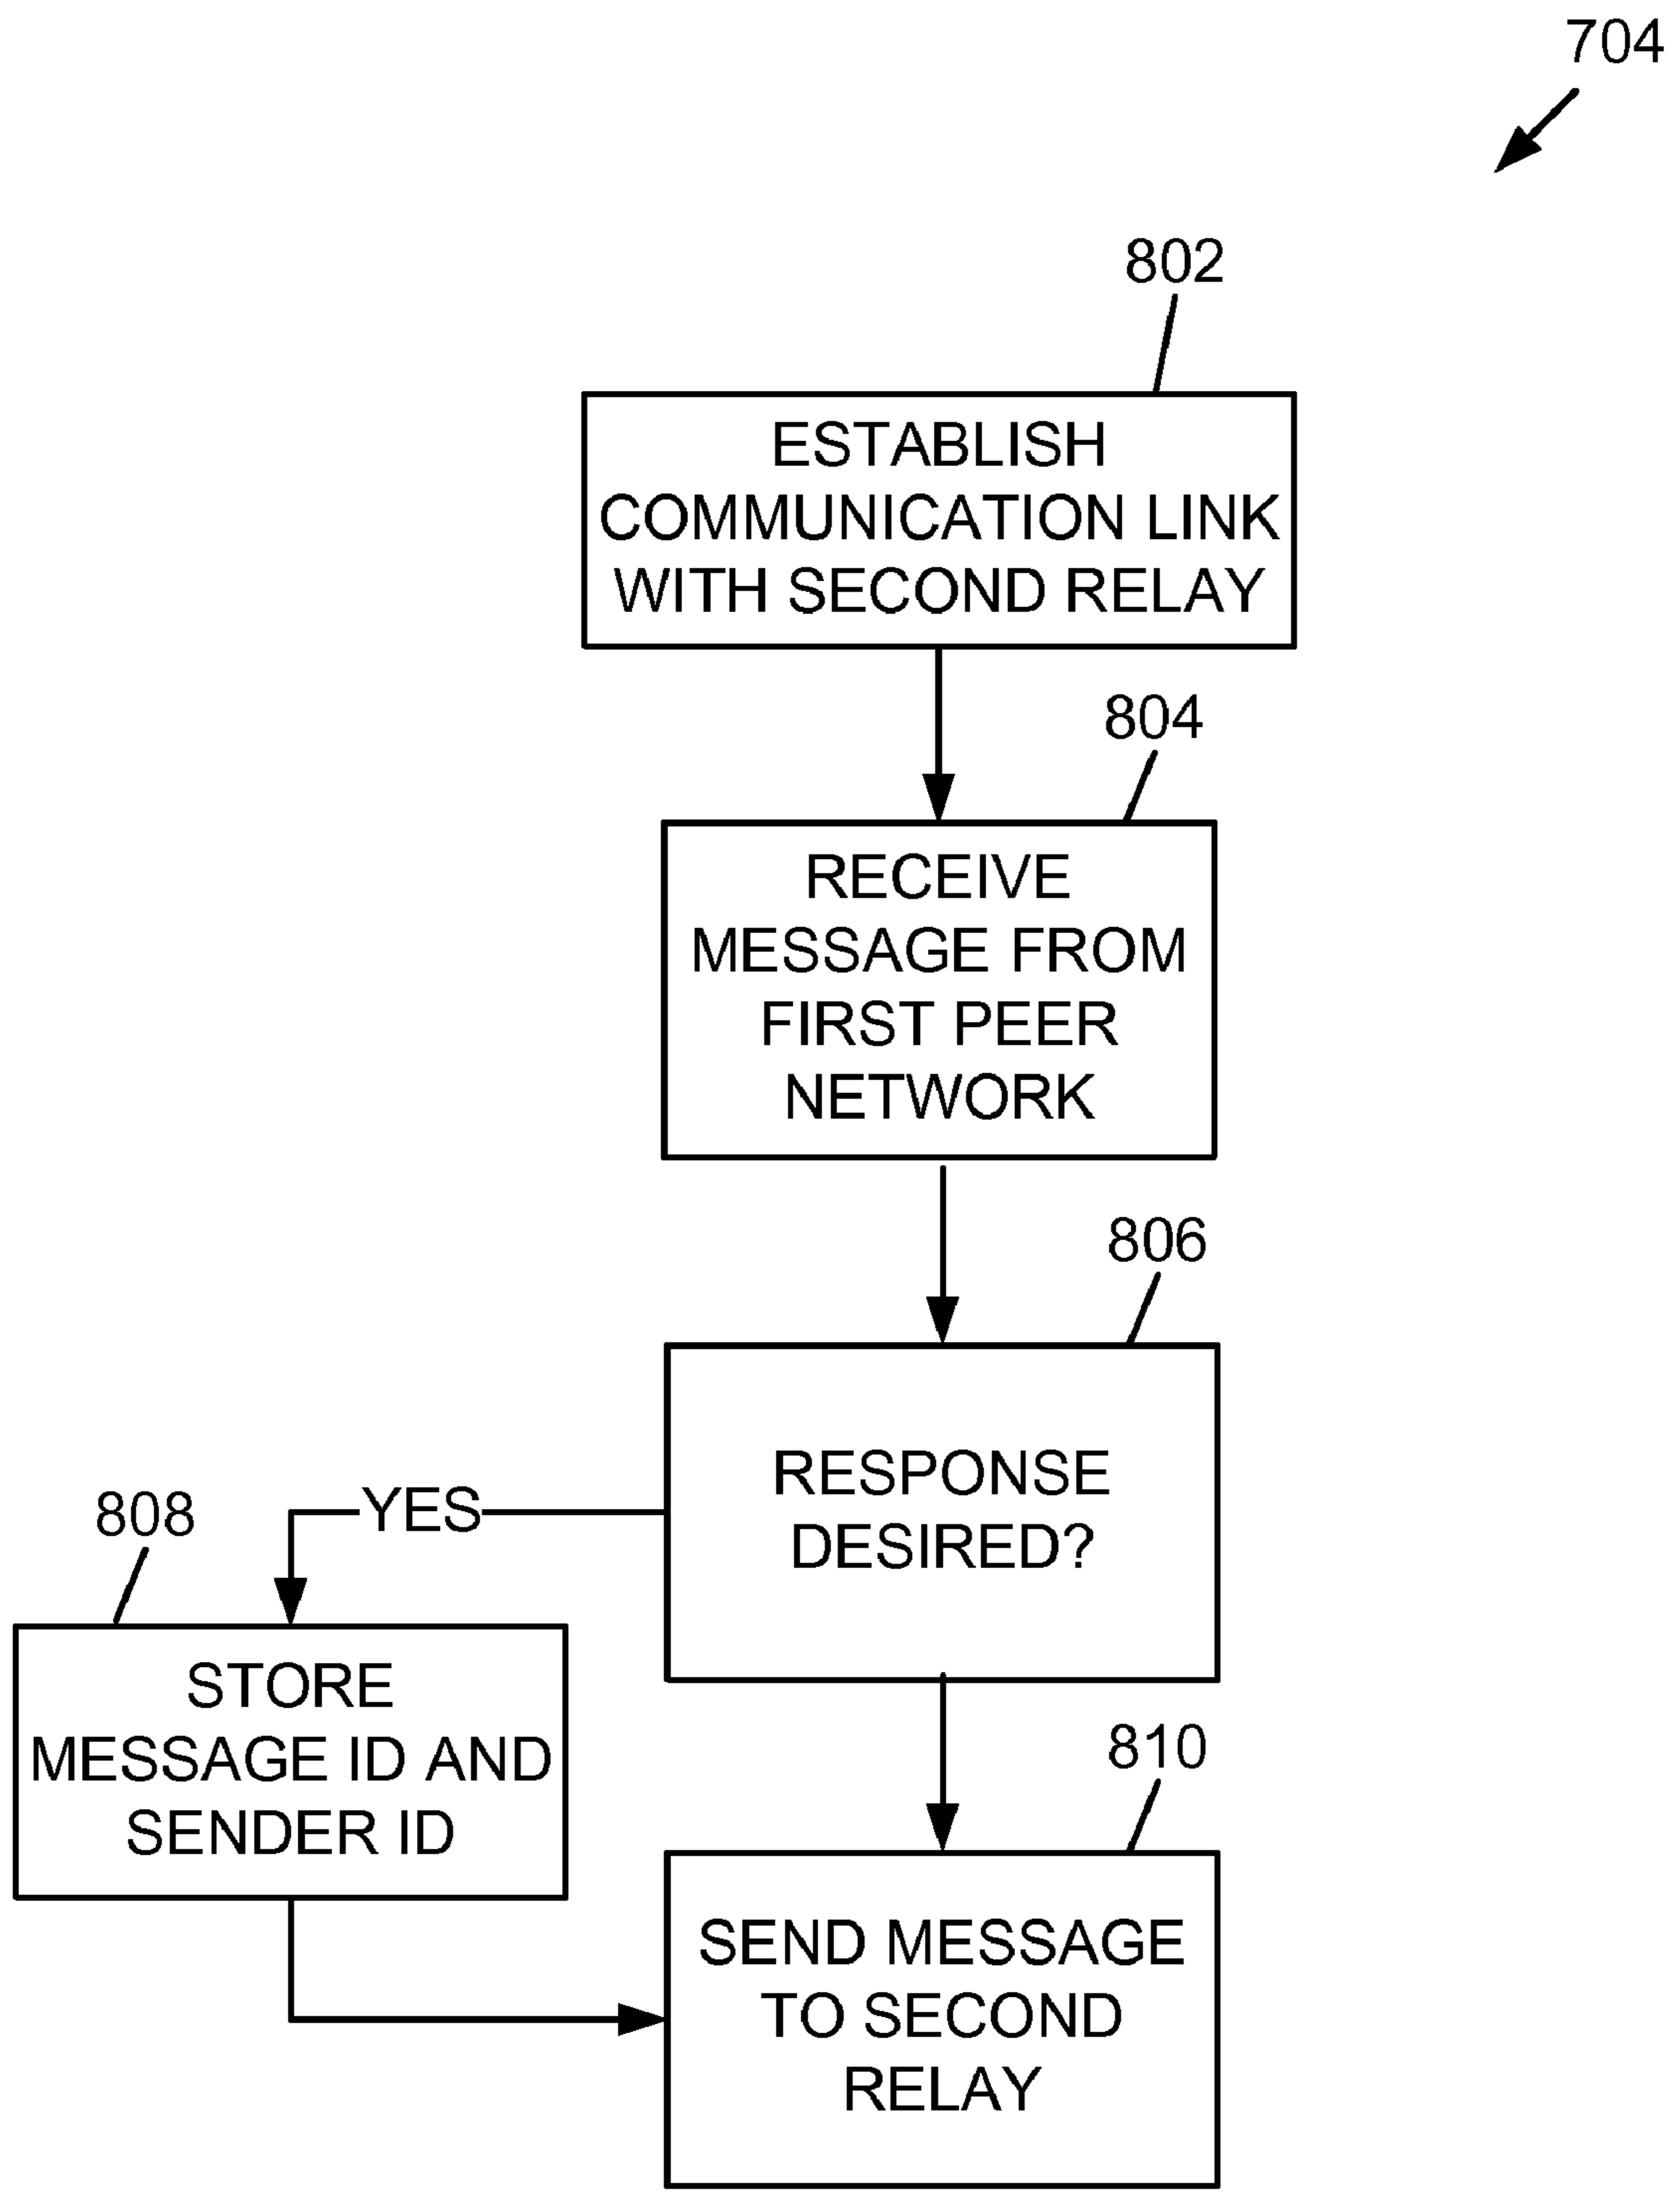 704
802
ESTABLISH
COMMUNICATION LINK
WITH SECOND RELAY
804
RECEIVE
MESSAGE FROM
FIRST PEER
NETWORK
806
RESPONSE
DESIRED?
YES
808
STORE
MESSAGE ID AND
SENDER ID
810
SEND MESSAGE
TO SECOND
RELAY